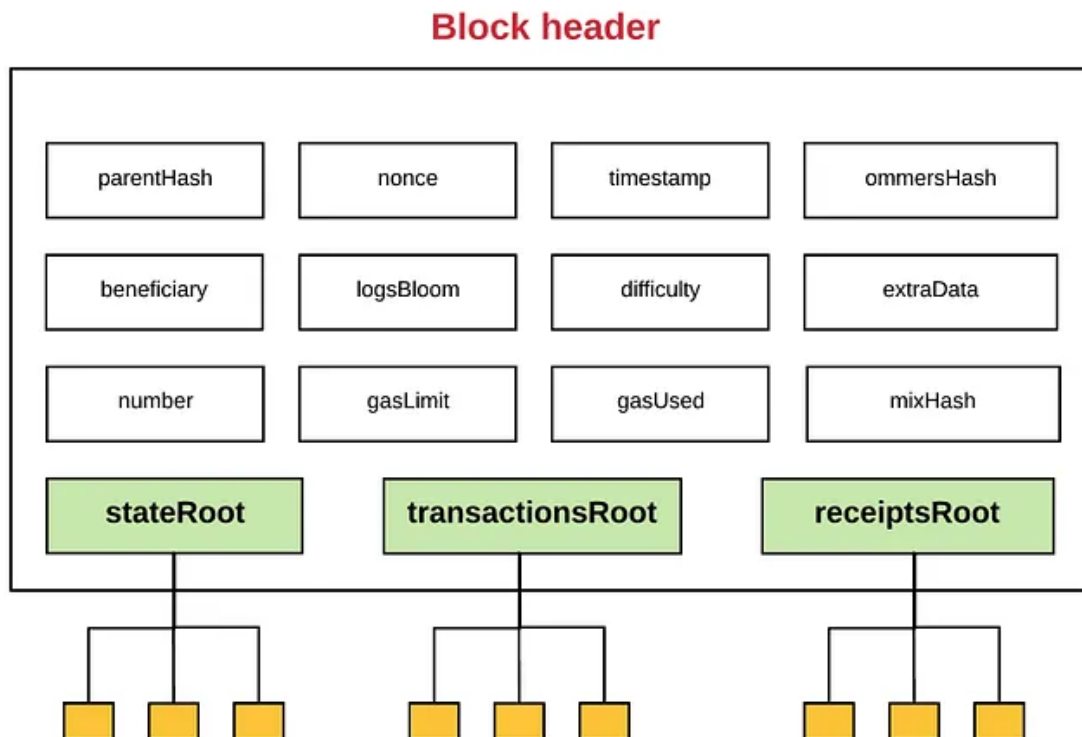 Block header
parentHash
nonce
timestamp
ommersHash
beneficiary
logsBloom
difficulty
extraData
number
gasLimit
gasUsed
mixHash
stateRoot
transactionsRoot
receiptsRoot